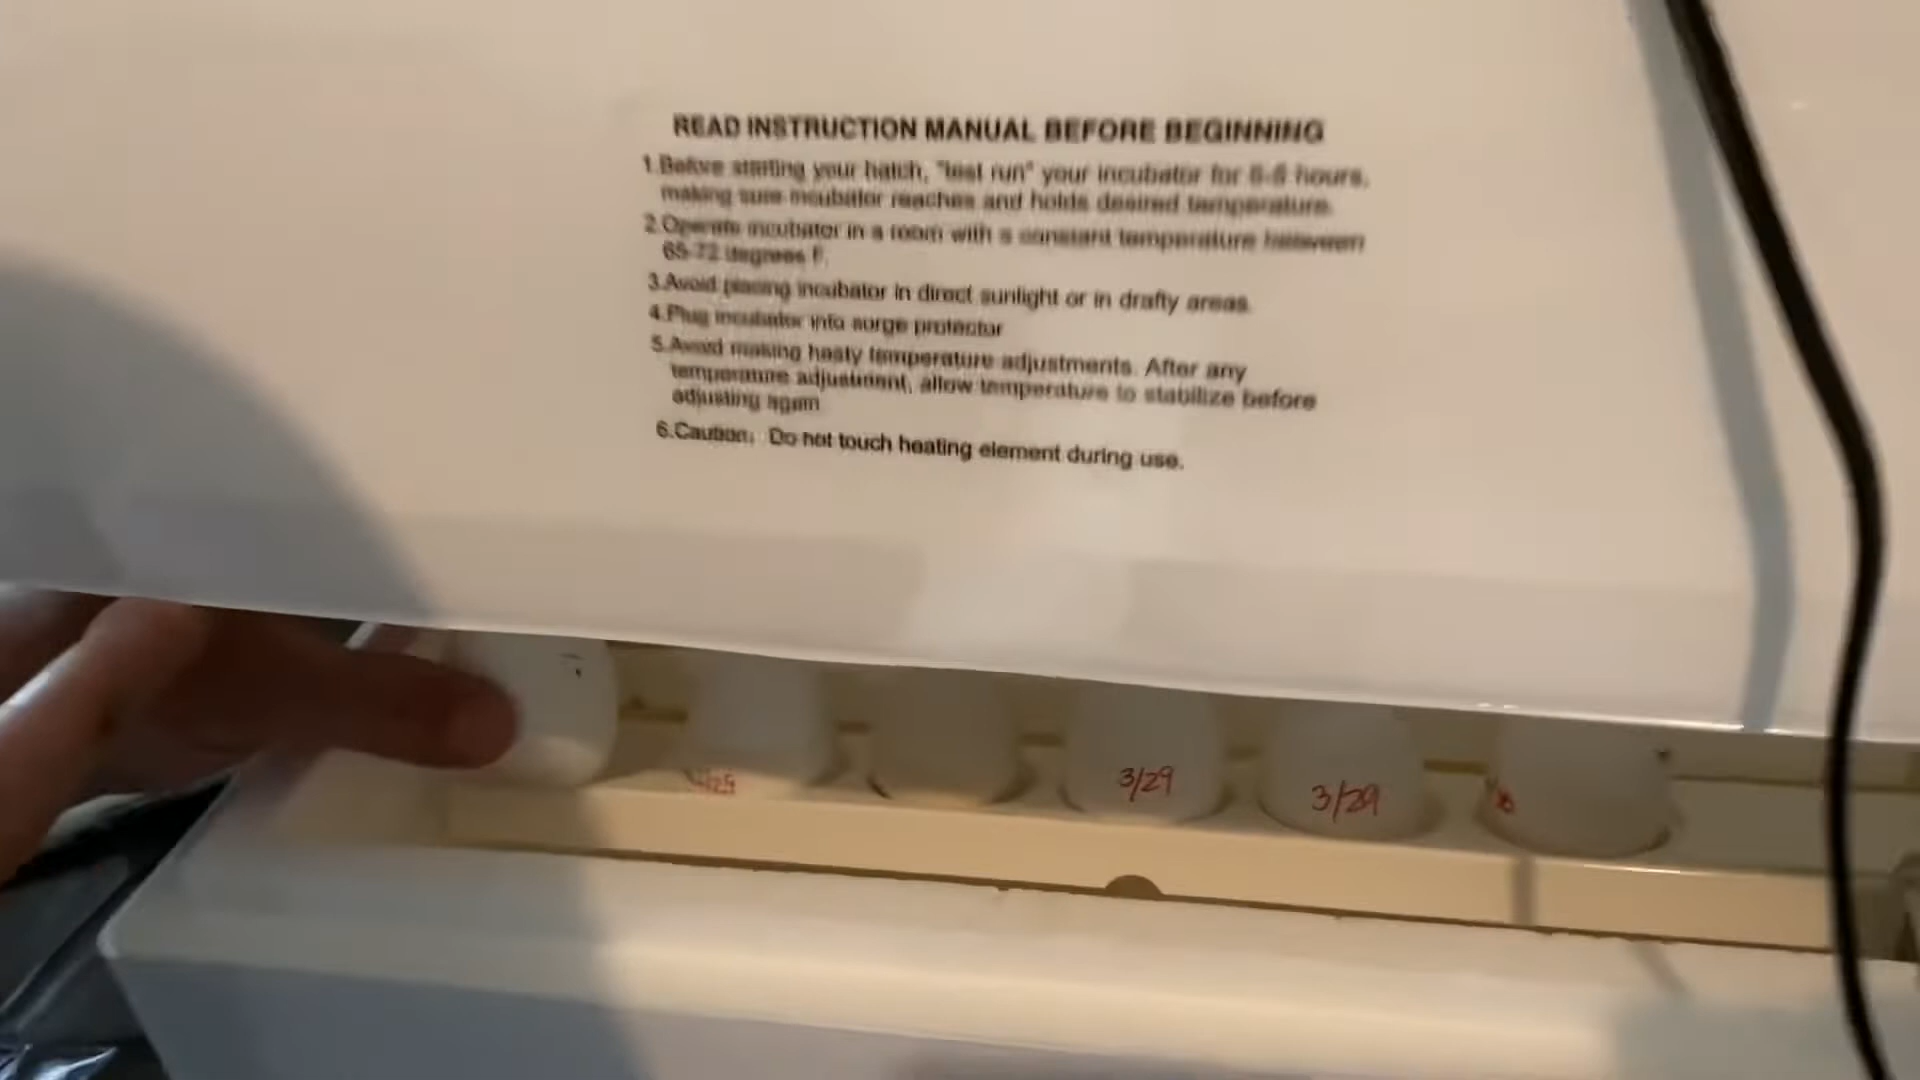 READ INSTRUCTION MANUAL BEFORE BEGINNING
1.Before starting your hatch, "test run" your incubator for hours,
making sure incubator reaches and holds desired temperature.
2.Operate incubator in a room with a constant temperature between
65-72 degrees F.
3.Avoid placing incubator in direct sunlight or in drafty areas.
4.Plug incubator into surge protector
5.Avoid making hasty temperature adjustments. After any
temperature adjustment, allow temperature to stabilize before
adjusting again
6.Caution: Do not touch heating element during use.
3/29
3/29